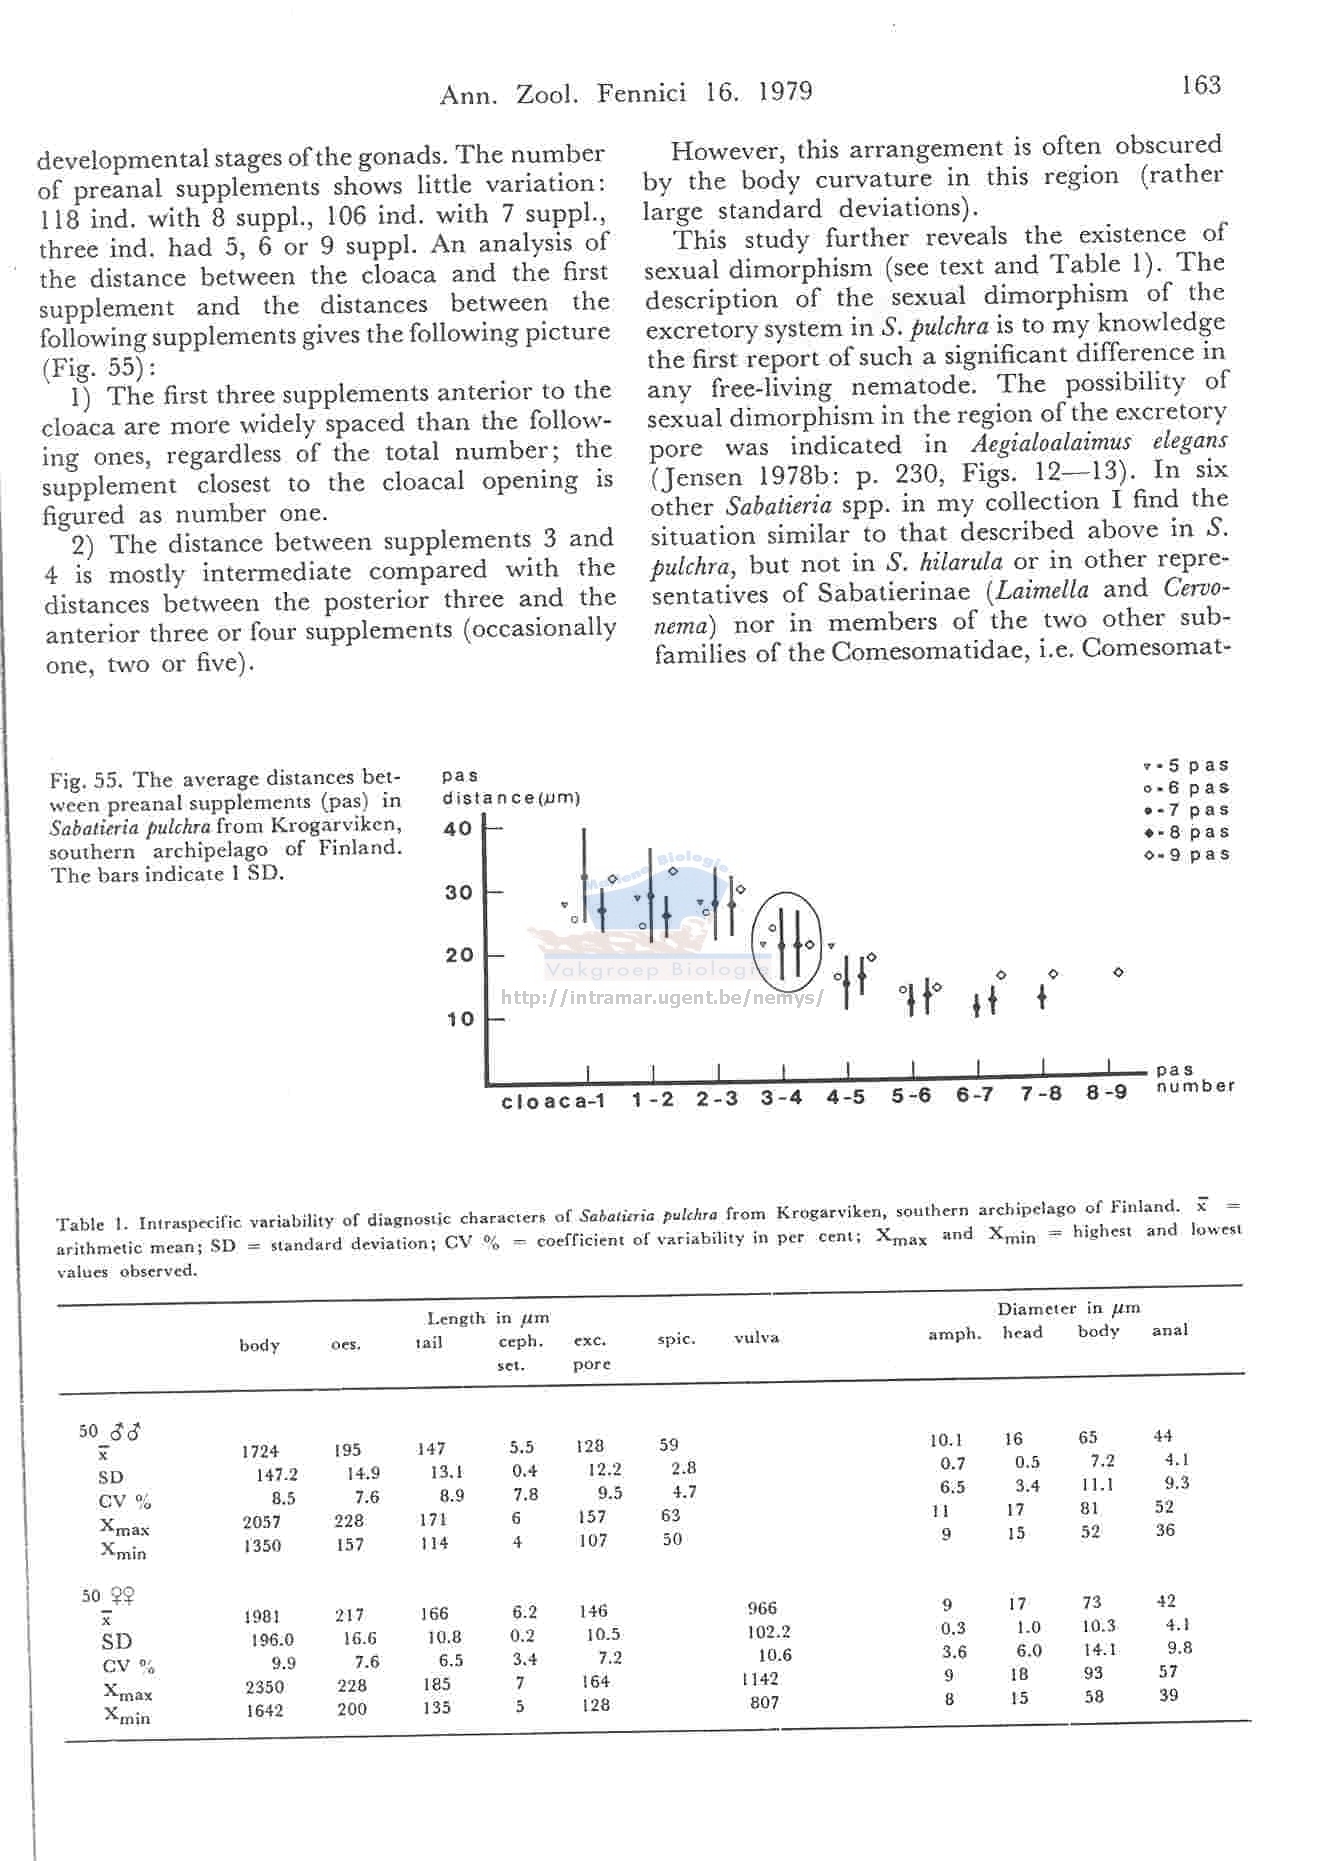 Ann. Zool. Fennici 16. 1979
163
developmental stages of the gonads. The number
of preanal supplements shows little variation:
118 ind. with 8 suppl., 106 ind. with 7 suppl.,
three ind. had 5, 6 or 9 suppl. An analysis of
the distance between the cloaca and the first
supplement and the distances between the
following supplements gives the following picture
(Fig. 55):
1) The first three supplements anterior to the
cloaca are more widely spaced than the follow-
ing ones, regardless of the total number; the
supplement closest to the cloacal opening is
figured as number one.
2) The distance between supplements 3 and
4 is mostly intermediate compared with the
distances between the posterior three and the
anterior three or four supplements (occasionally
one, two or five).
However, this arrangement is often obscured
by the body curvature in this region (rather
large standard deviations).
This study further reveals the existence of
sexual dimorphism (see text and Table 1). The
description of the sexual dimorphism of the
excretory system in S. pulchra is to my knowledge
the first report of such a significant difference in
any free-living nematode. The possibility of
sexual dimorphism in the region of the excretory
pore was indicated in Aegialoalaimus elegans
(Jensen 1978b: p. 230, Figs. 12—13). In six
other Sabatieria spp. in my collection I find the
situation similar to that described above in S.
pulchra, but not in S. hilarula or in other repre-
sentatives of Sabatierinae (Laimella and Cervo-
nema) nor in members of the two other sub-
families of the Comesomatidae, i.e. Comesomat-
Fig. 55. The average distances bet-
ween preanal supplements (pas) in
Sabatieria pulchra from Krogarviken,
southern archipelago of Finland.
The bars indicate 1 SD.
pas
distance(μm)
40
30
20
10
▿ - 5 pas
○ - 6 pas
● - 7 pas
◆ - 8 pas
◇ - 9 pas
Mariene Biologie
Vakgroep Biologie
http://intramar.ugent.be/nemys/
cloaca-1 1-2 2-3 3-4 4-5 5-6 6-7 7-8 8-9
pas
number
Table 1. Intraspecific variability of diagnostic characters of Sabatieria pulchra from Krogarviken, southern archipelago of Finland. x̄ =
arithmetic mean; SD = standard deviation; CV % = coefficient of variability in per cent; Xmax and Xmin = highest and lowest
values observed.
Length in μm Diameter in μm
body oes. tail ceph. exc. spic. vulva amph. head body anal
set. pore
50 ♂♂
x̄ 1724 195 147 5.5 128 59 10.1 16 65 44
SD 147.2 14.9 13.1 0.4 12.2 2.8 0.7 0.5 7.2 4.1
CV % 8.5 7.6 8.9 7.8 9.5 4.7 6.5 3.4 11.1 9.3
Xmax 2057 228 171 6 157 63 11 17 81 52
Xmin 1350 157 114 4 107 50 9 15 52 36
50 ♀♀
x̄ 1981 217 166 6.2 146 966 9 17 73 42
SD 196.0 16.6 10.8 0.2 10.5 102.2 0.3 1.0 10.3 4.1
CV % 9.9 7.6 6.5 3.4 7.2 10.6 3.6 6.0 14.1 9.8
Xmax 2350 228 185 7 164 1142 9 18 93 57
Xmin 1642 200 135 5 128 807 8 15 58 39